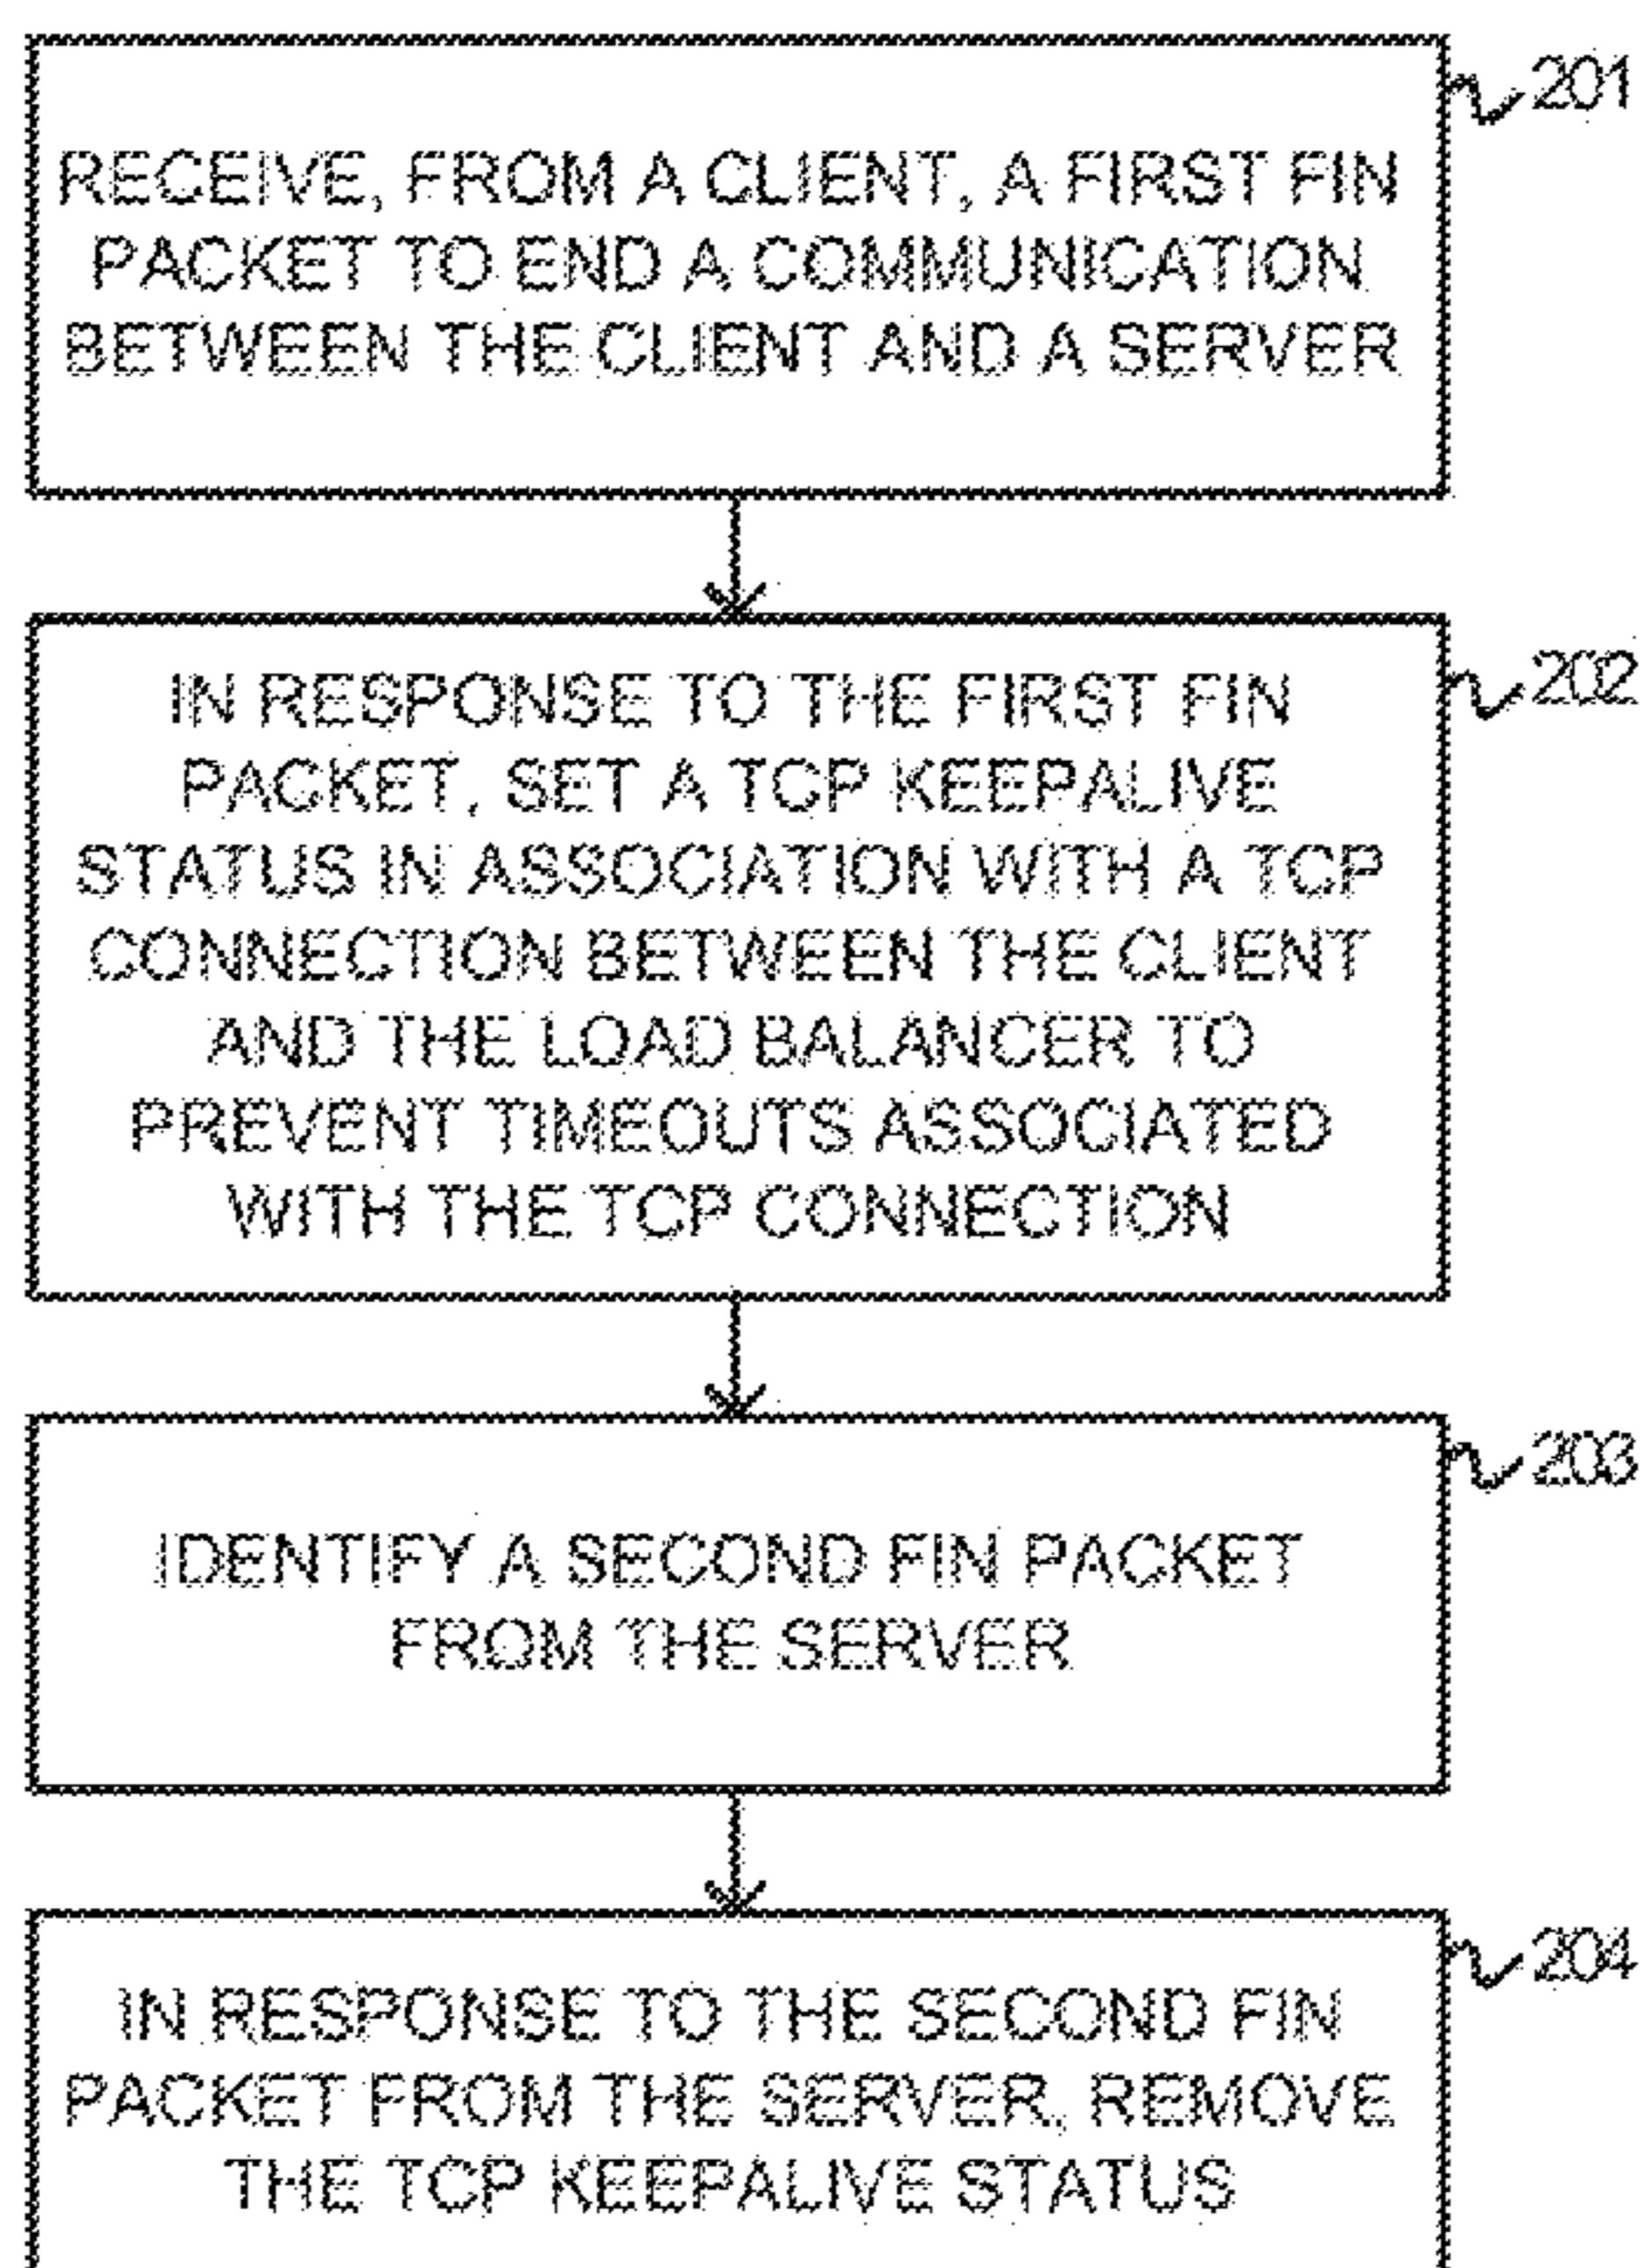 201
RECEIVE, FROM A CLIENT, A FIRST FIN
PACKET TO END A COMMUNICATION
BETWEEN THE CLIENT AND A SERVER
202
IN RESPONSE TO THE FIRST FIN
PACKET, SET A TCP KEEPALIVE
STATUS IN ASSOCIATION WITH A TCP
CONNECTION BETWEEN THE CLIENT
AND THE LOAD BALANCER TO
PREVENT TIMEOUTS ASSOCIATED
WITH THE TCP CONNECTION
203
IDENTIFY A SECOND FIN PACKET
FROM THE SERVER
204
IN RESPONSE TO THE SECOND FIN
PACKET FROM THE SERVER, REMOVE
THE TCP KEEPALIVE STATUS